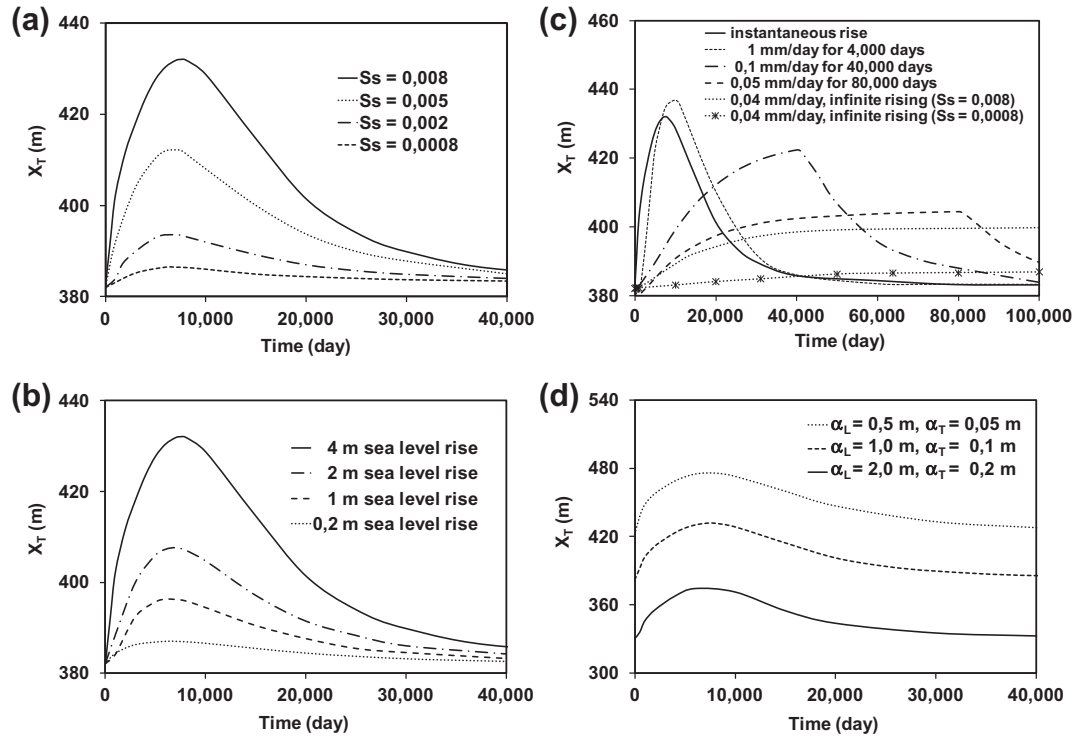 (a)
440
420
400
380
X_T (m)
Ss = 0,008
Ss = 0,005
Ss = 0,002
Ss = 0,0008
0
10,000
20,000
30,000
40,000
Time (day)
(c)
460
440
420
400
380
X_T (m)
instantaneous rise
1 mm/day for 4,000 days
0,1 mm/day for 40,000 days
0,05 mm/day for 80,000 days
0,04 mm/day, infinite rising (Ss = 0,008)
0,04 mm/day, infinite rising (Ss = 0,0008)
0
20,000
40,000
60,000
80,000
100,000
Time (day)
(b)
440
420
400
380
X_T (m)
4 m sea level rise
2 m sea level rise
1 m sea level rise
0,2 m sea level rise
0
10,000
20,000
30,000
40,000
Time (day)
(d)
540
480
420
360
300
X_T (m)
α_L = 0,5 m, α_T = 0,05 m
α_L = 1,0 m, α_T = 0,1 m
α_L = 2,0 m, α_T = 0,2 m
0
10,000
20,000
30,000
40,000
Time (day)